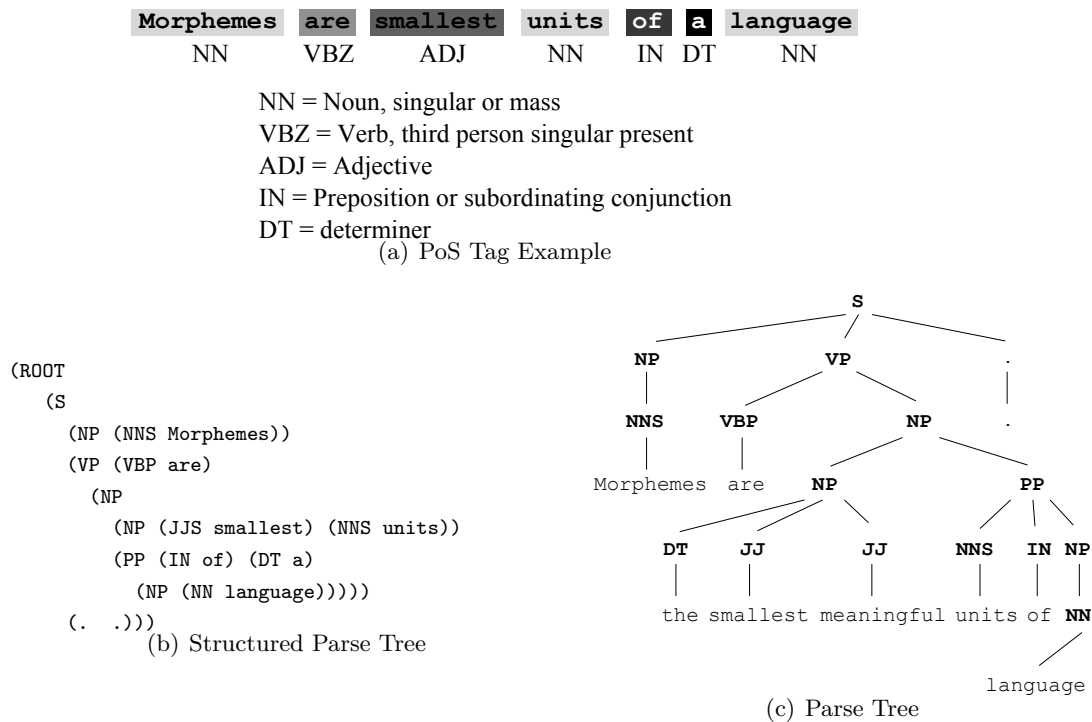 Morphemes are smallest units of a language
NN VBZ ADJ NN IN DT NN
NN = Noun, singular or mass
VBZ = Verb, third person singular present
ADJ = Adjective
IN = Preposition or subordinating conjunction
DT = determiner
(a) PoS Tag Example
(ROOT
(S
(NP (NNS Morphemes))
(VP (VBP are)
(NP
(NP (JJS smallest) (NNS units))
(PP (IN of) (DT a)
(NP (NN language)))))
(. .)))
(b) Structured Parse Tree
S
NP VP .
NNS VBP NP .
Morphemes are NP PP
DT JJ JJ NNS IN NP
the smallest meaningful units of NN
language
(c) Parse Tree